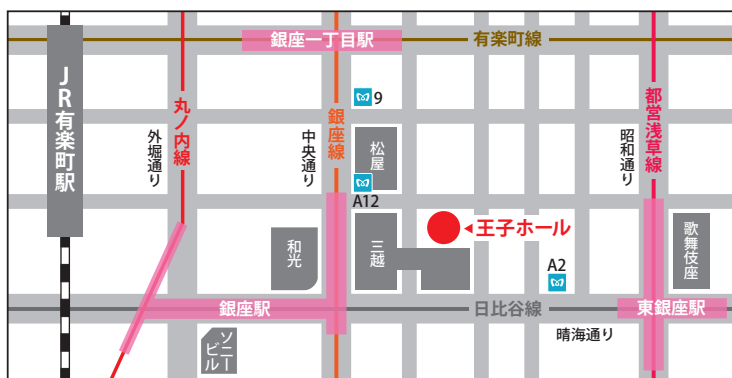 銀座一丁目駅
有楽町線
JR有楽町駅
丸ノ内線
外堀通り
中央通り
銀座線
9
松屋
A12
昭和通り
都営浅草線
和光
三越
王子ホール
歌舞伎座
A2
銀座駅
日比谷線
東銀座駅
晴海通り
ソニー
ビル